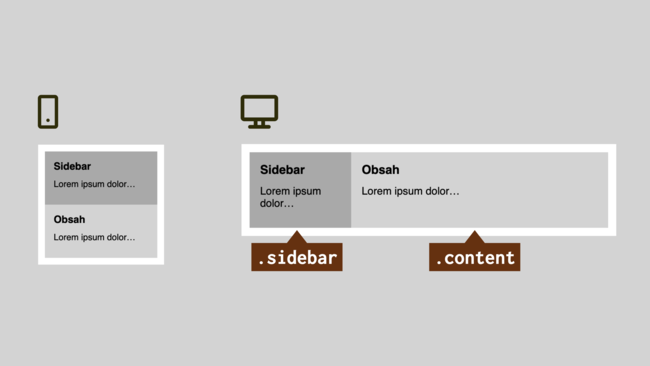 Sidebar
Lorem ipsum dolor…
Obsah
Lorem ipsum dolor…
Sidebar
Lorem ipsum
dolor…
Obsah
Lorem ipsum dolor…
.sidebar
.content